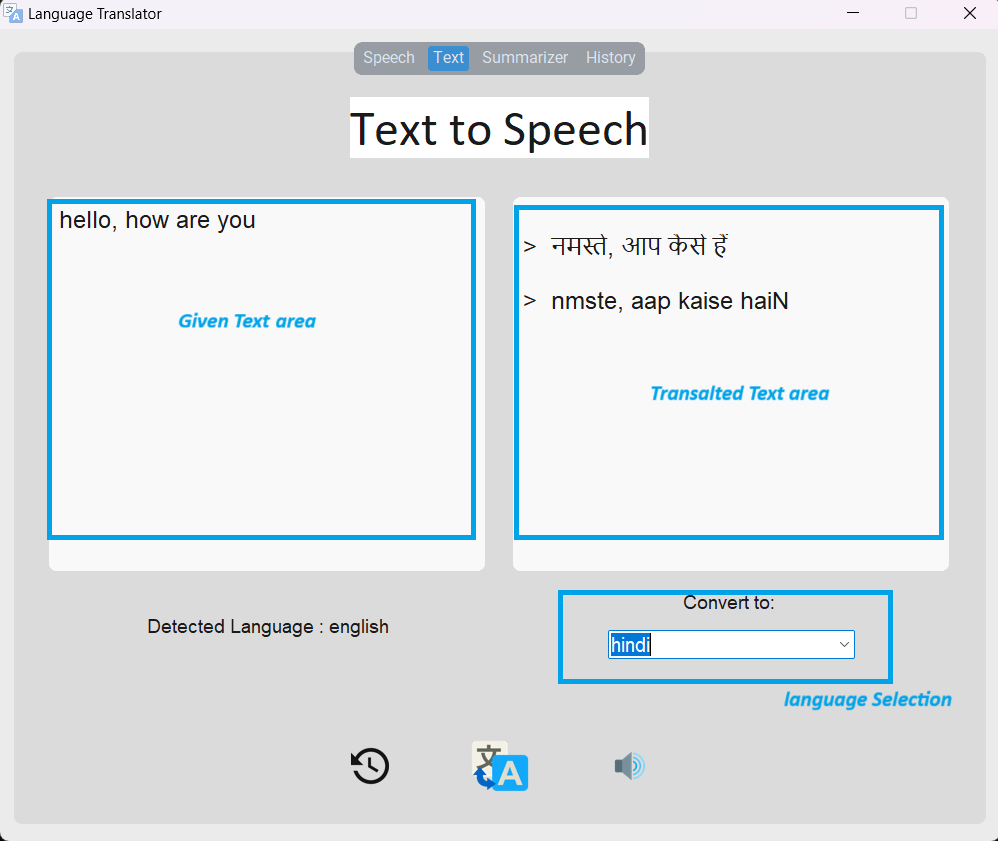 Language Translator
Speech Text Summarizer History
Text to Speech
hello, how are you
Given Text area
> नमस्ते, आप कैसे हैं
> nmste, aap kaise haiN
Transalted Text area
Detected Language : english
Convert to:
hindi
language Selection